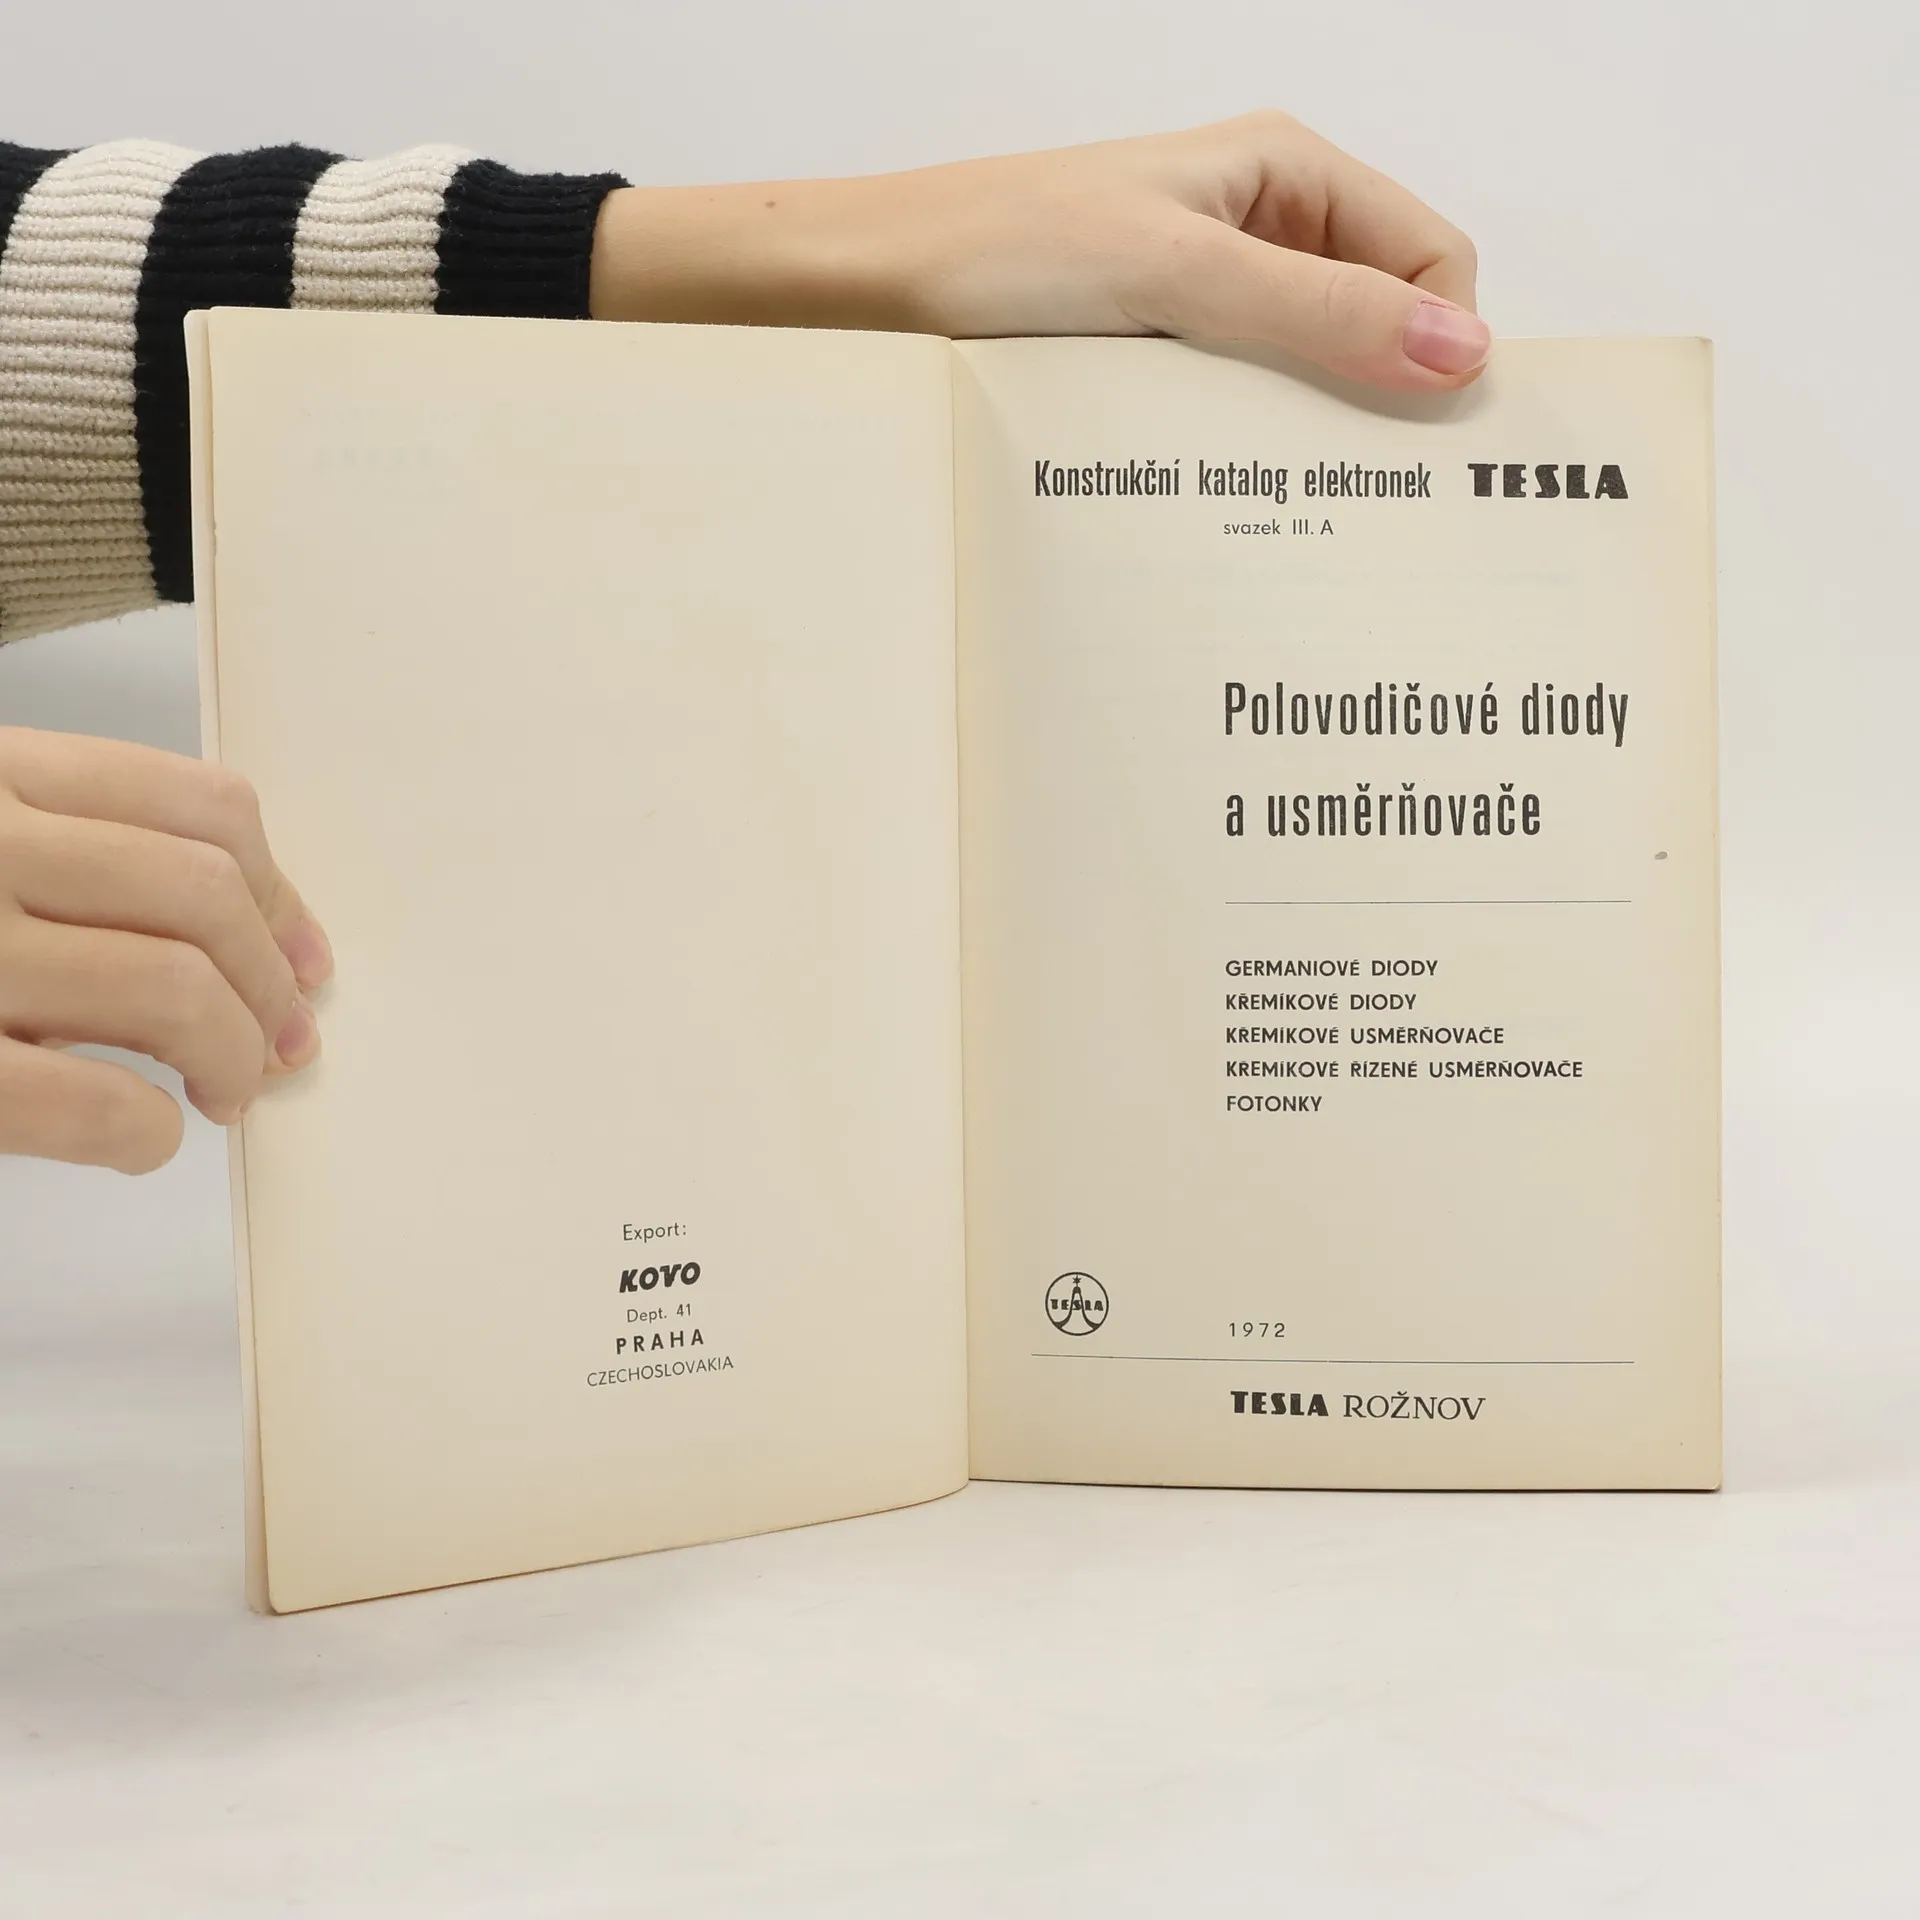 Export:
KOVO
Dept. 41
PRAHA
CZECHOSLOVAKIA
Konstrukční katalog elektronek TESLA
svazek III. A
Polovodičové diody
a usměrňovače
GERMANIOVÉ DIODY
KŘEMÍKOVÉ DIODY
KŘEMÍKOVÉ USMĚRŇOVAČE
KŘEMÍKOVÉ ŘÍZENÉ USMĚRŇOVAČE
FOTONKY
TESLA
1972
TESLA ROŽNOV